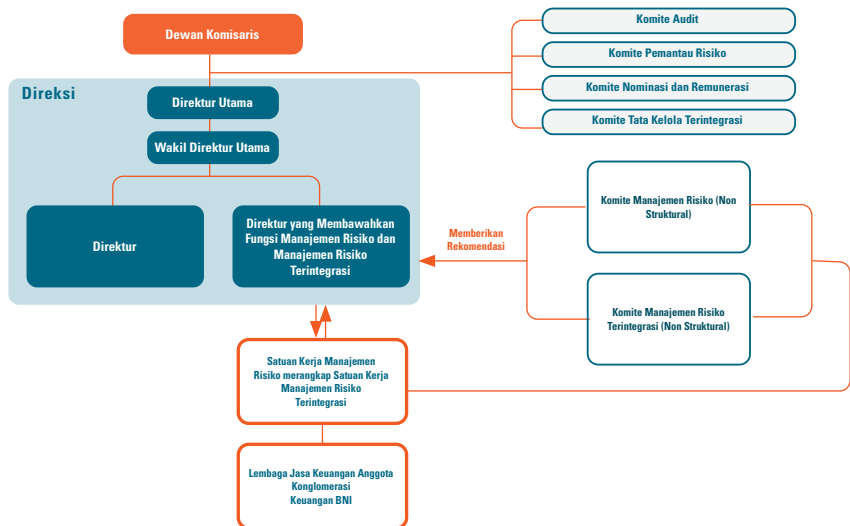 Dewan Komisaris
Komite Audit
Komite Pemantau Risiko
Komite Nominasi dan Remunerasi
Komite Tata Kelola Terintegrasi
Direksi
Direktur Utama
Wakil Direktur Utama
Direktur
Direktur yang Membawahkan
Fungsi Manajemen Risiko dan
Manajemen Risiko
Terintegrasi
Memberikan
Rekomendasi
Komite Manajemen Risiko (Non
Struktural)
Komite Manajemen Risiko
Terintegrasi (Non Struktural)
Satuan Kerja Manajemen
Risiko merangkap Satuan Kerja
Manajemen Risiko
Terintegrasi
Lembaga Jasa Keuangan Anggota
Konglomerasi
Keuangan BNI